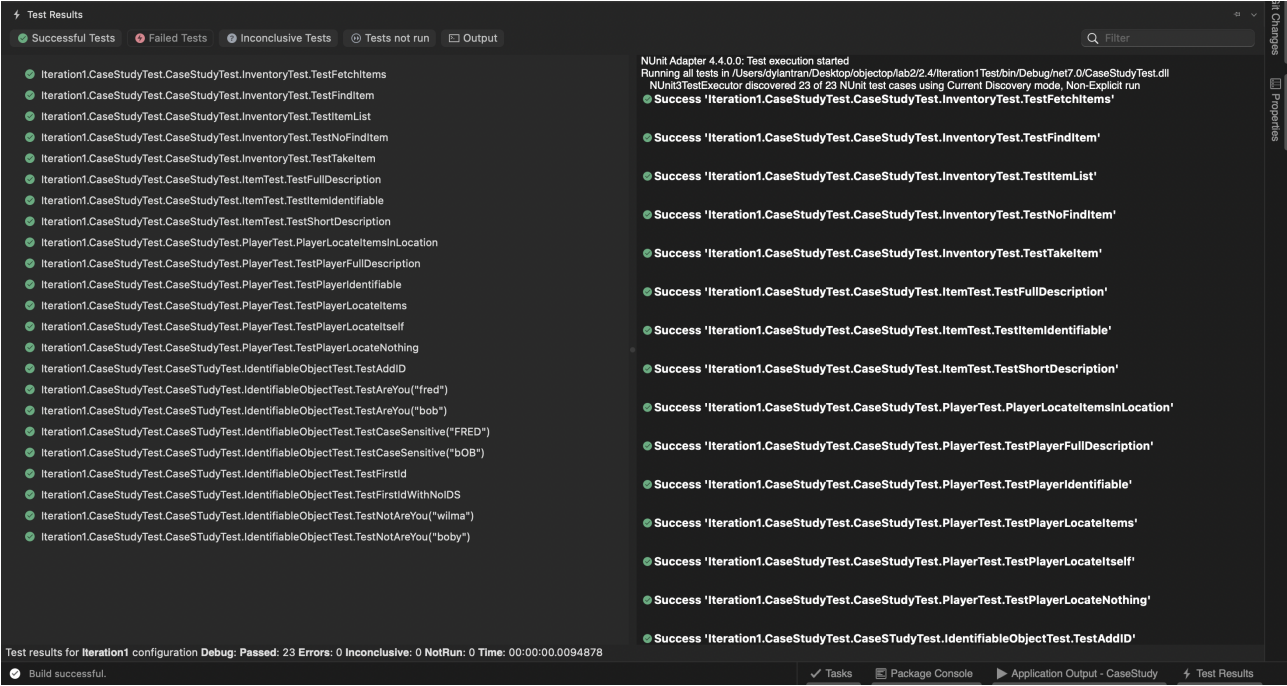 Test Results
Successful Tests
Failed Tests
Inconclusive Tests
Tests not run
Output
Filter
Iteration1.CaseStudyTest.CaseStudyTest.InventoryTest.TestFetchItems
Iteration1.CaseStudyTest.CaseStudyTest.InventoryTest.TestFindItem
Iteration1.CaseStudyTest.CaseStudyTest.InventoryTest.TestItemList
Iteration1.CaseStudyTest.CaseStudyTest.InventoryTest.TestNoFindItem
Iteration1.CaseStudyTest.CaseStudyTest.InventoryTest.TestTakeItem
Iteration1.CaseStudyTest.CaseStudyTest.ItemTest.TestFullDescription
Iteration1.CaseStudyTest.CaseStudyTest.ItemTest.TestItemIdentifiable
Iteration1.CaseStudyTest.CaseStudyTest.ItemTest.TestShortDescription
Iteration1.CaseStudyTest.CaseStudyTest.PlayerTest.PlayerLocateItemsInLocation
Iteration1.CaseStudyTest.CaseStudyTest.PlayerTest.TestPlayerFullDescription
Iteration1.CaseStudyTest.CaseStudyTest.PlayerTest.TestPlayerIdentifiable
Iteration1.CaseStudyTest.CaseStudyTest.PlayerTest.TestPlayerLocateItems
Iteration1.CaseStudyTest.CaseStudyTest.PlayerTest.TestPlayerLocateItself
Iteration1.CaseStudyTest.CaseStudyTest.PlayerTest.TestPlayerLocateNothing
Iteration1.CaseStudyTest.CaseSTudyTest.IdentifiableObjectTest.TestAddID
Iteration1.CaseStudyTest.CaseSTudyTest.IdentifiableObjectTest.TestAreYou("fred")
Iteration1.CaseStudyTest.CaseSTudyTest.IdentifiableObjectTest.TestAreYou("bob")
Iteration1.CaseStudyTest.CaseSTudyTest.IdentifiableObjectTest.TestCaseSensitive("FRED")
Iteration1.CaseStudyTest.CaseSTudyTest.IdentifiableObjectTest.TestCaseSensitive("bOB")
Iteration1.CaseStudyTest.CaseSTudyTest.IdentifiableObjectTest.TestFirstId
Iteration1.CaseStudyTest.CaseSTudyTest.IdentifiableObjectTest.TestFirstIdWithNoIDS
Iteration1.CaseStudyTest.CaseSTudyTest.IdentifiableObjectTest.TestNotAreYou("wilma")
Iteration1.CaseStudyTest.CaseSTudyTest.IdentifiableObjectTest.TestNotAreYou("boby")
NUnit Adapter 4.4.0.0: Test execution started
Running all tests in /Users/dylantran/Desktop/objectop/lab2/2.4/Iteration1Test/bin/Debug/net7.0/CaseStudyTest.dll
NUnit3TestExecutor discovered 23 of 23 NUnit test cases using Current Discovery mode, Non-Explicit run
Success 'Iteration1.CaseStudyTest.CaseStudyTest.InventoryTest.TestFetchItems'
Success 'Iteration1.CaseStudyTest.CaseStudyTest.InventoryTest.TestFindItem'
Success 'Iteration1.CaseStudyTest.CaseStudyTest.InventoryTest.TestItemList'
Success 'Iteration1.CaseStudyTest.CaseStudyTest.InventoryTest.TestNoFindItem'
Success 'Iteration1.CaseStudyTest.CaseStudyTest.InventoryTest.TestTakeItem'
Success 'Iteration1.CaseStudyTest.CaseStudyTest.ItemTest.TestFullDescription'
Success 'Iteration1.CaseStudyTest.CaseStudyTest.ItemTest.TestItemIdentifiable'
Success 'Iteration1.CaseStudyTest.CaseStudyTest.ItemTest.TestShortDescription'
Success 'Iteration1.CaseStudyTest.CaseStudyTest.PlayerTest.PlayerLocateItemsInLocation'
Success 'Iteration1.CaseStudyTest.CaseStudyTest.PlayerTest.TestPlayerFullDescription'
Success 'Iteration1.CaseStudyTest.CaseStudyTest.PlayerTest.TestPlayerIdentifiable'
Success 'Iteration1.CaseStudyTest.CaseStudyTest.PlayerTest.TestPlayerLocateItems'
Success 'Iteration1.CaseStudyTest.CaseStudyTest.PlayerTest.TestPlayerLocateItself'
Success 'Iteration1.CaseStudyTest.CaseStudyTest.PlayerTest.TestPlayerLocateNothing'
Success 'Iteration1.CaseStudyTest.CaseSTudyTest.IdentifiableObjectTest.TestAddID'
Changes
Properties
Test results for Iteration1 configuration Debug: Passed: 23 Errors: 0 Inconclusive: 0 NotRun: 0 Time: 00:00:00.0094878
Build successful.
Tasks
Package Console
Application Output - CaseStudy
Test Results